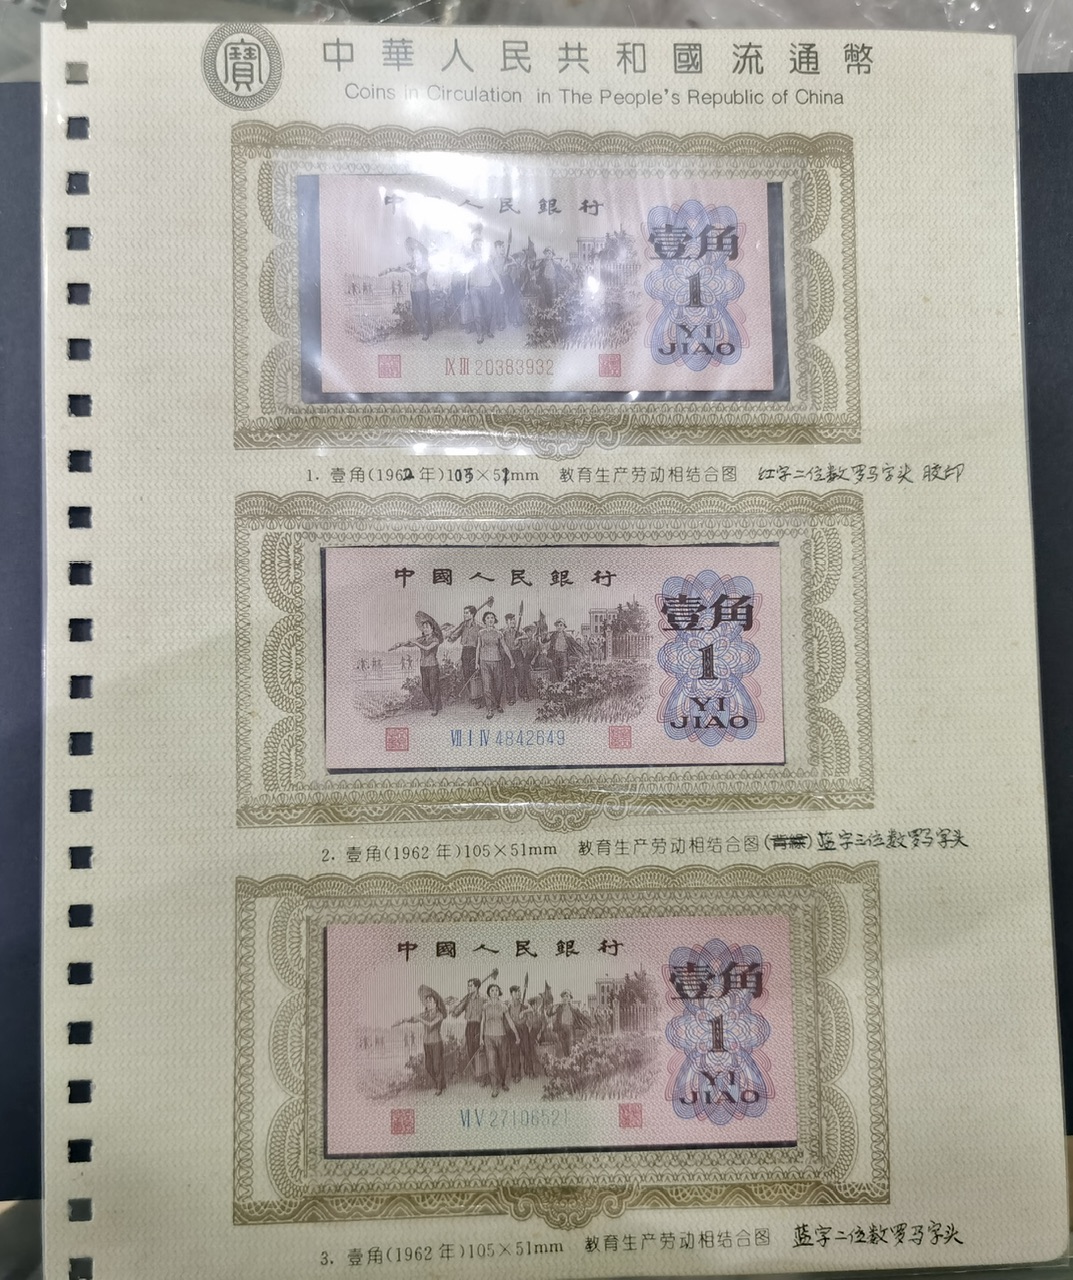 寶
中華人民共和國流通幣
Coins In Circulation in The People's Republic of China
中國人民銀行
壹角
1
YI
JIAO
IX III 20383932
1. 壹角(1962年)105×51mm 教育生产劳动相结合图 红字二位数罗马字头 胶印
中國人民銀行
壹角
1
YI
JIAO
VII I IV 4842649
2. 壹角(1962年)105×51mm 教育生产劳动相结合图(背绿)蓝字三位数罗马字头
中國人民銀行
壹角
1
YI
JIAO
VI V 27106521
3. 壹角(1962年)105×51mm 教育生产劳动相结合图 蓝字二位数罗马字头